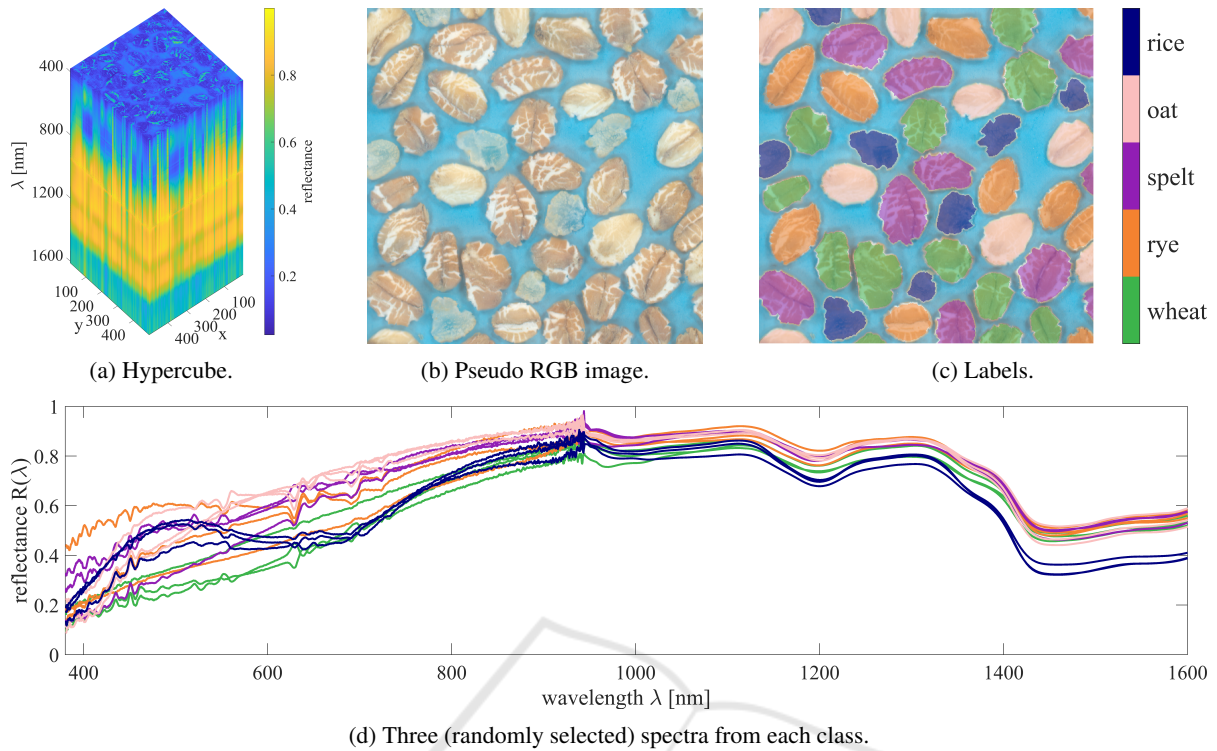 400
800
1200
1600
λ [nm]
100
200
300
400
y
100
200
300
400
x
0.8
0.6
0.4
0.2
reflectance
rice
oat
spelt
rye
wheat
(a) Hypercube.
(b) Pseudo RGB image.
(c) Labels.
1
0.8
0.6
0.4
0.2
0
reflectance R(λ)
400 600 800 1000 1200 1400 1600
wavelength λ [nm]
(d) Three (randomly selected) spectra from each class.